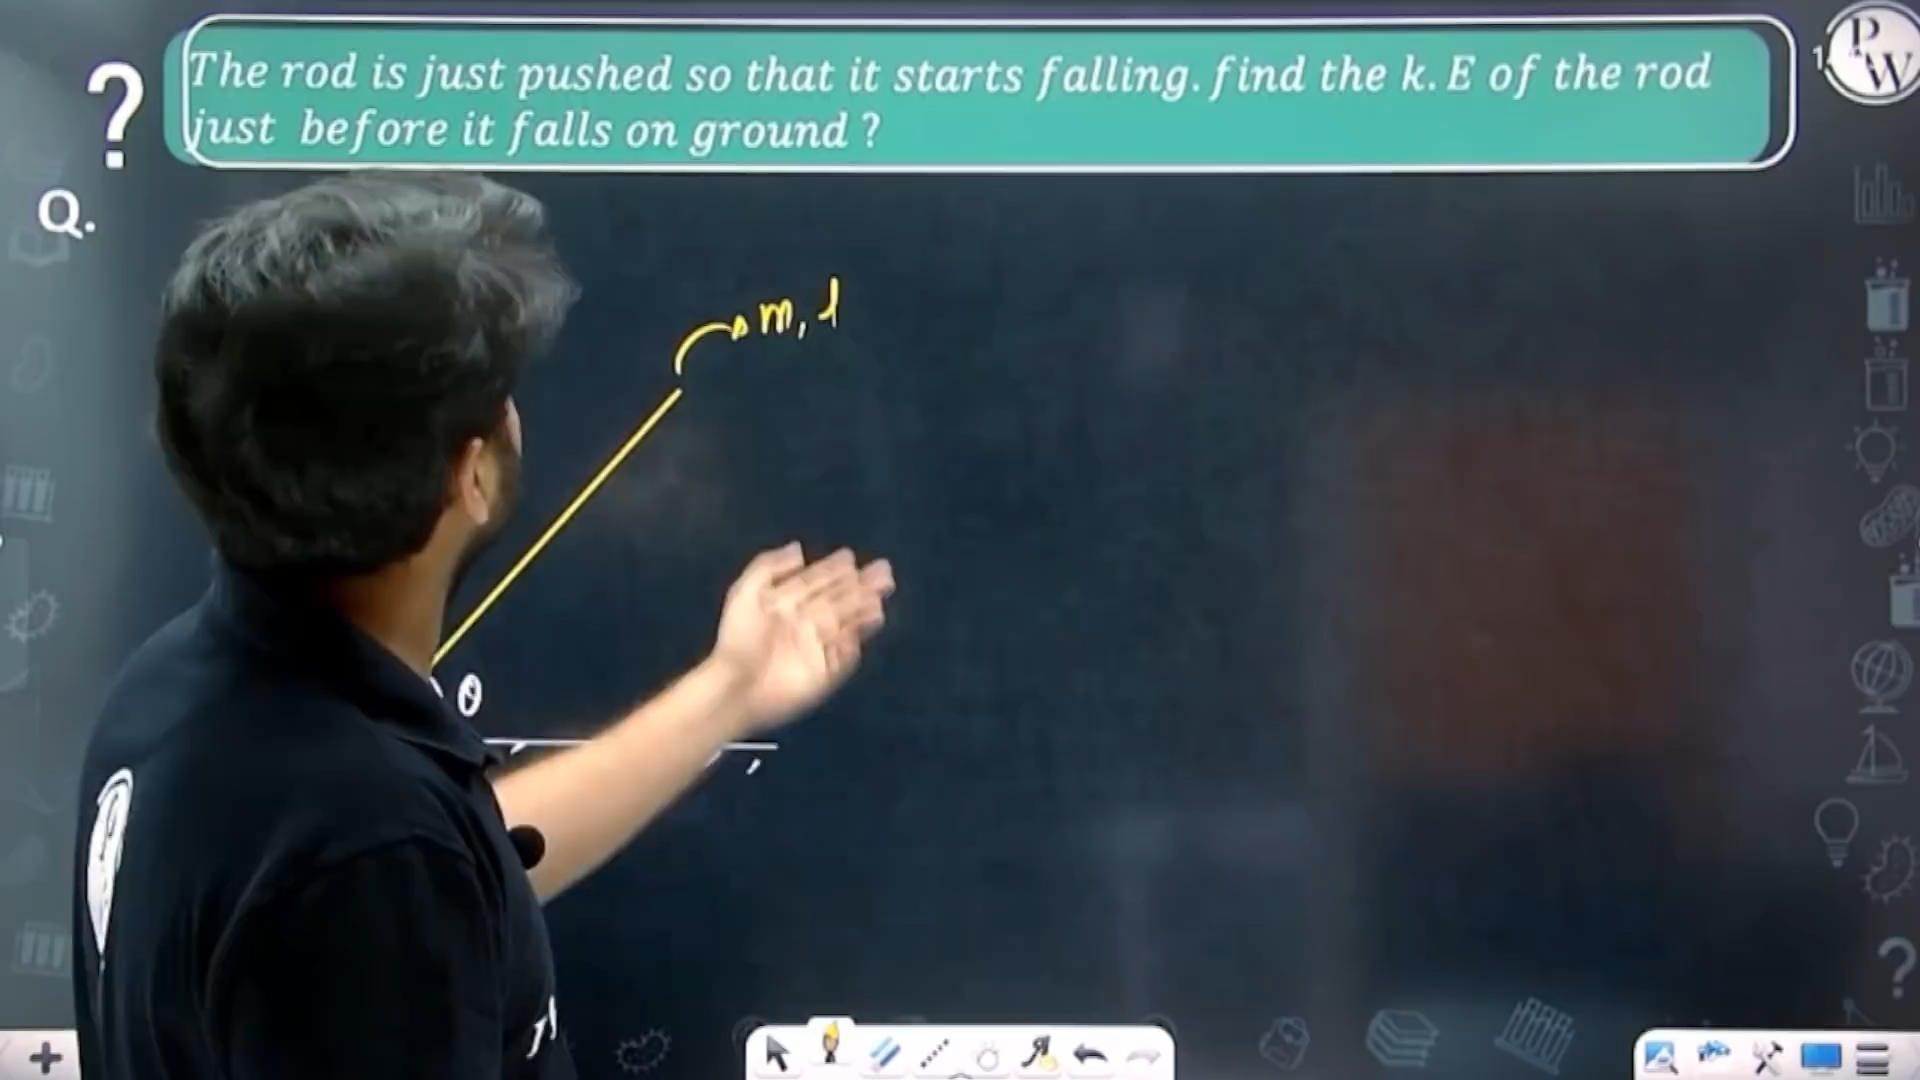 The rod is just pushed so that it starts falling. find the k. E of the rod
just before it falls on ground ?
?
Q.
m, l
θ
PW
?